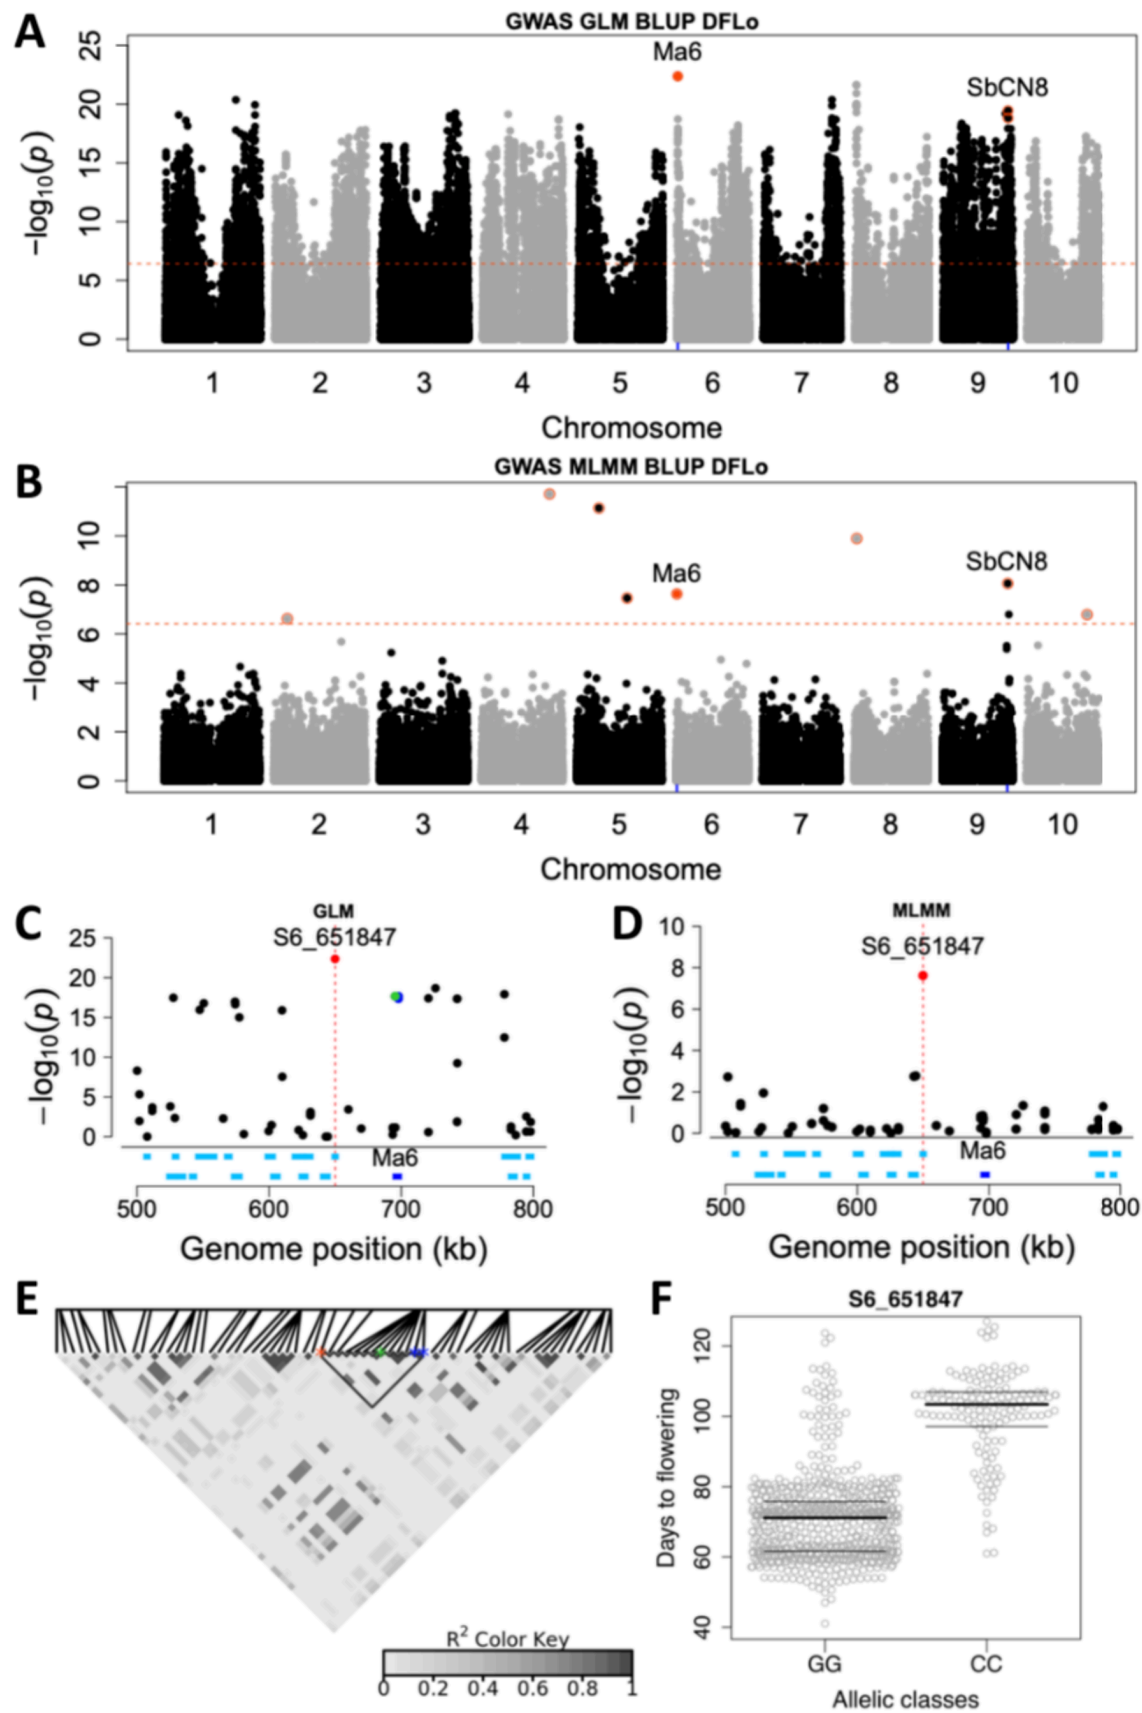 A
GWAS GLM BLUP DFLo
Ma6
SbCN8
−log10(p)
25
20
15
10
5
0
1 2 3 4 5 6 7 8 9 10
Chromosome
B
GWAS MLMM BLUP DFLo
Ma6
SbCN8
−log10(p)
10
8
6
4
2
0
1 2 3 4 5 6 7 8 9 10
Chromosome
C
GLM
S6_651847
−log10(p)
25
20
15
10
5
0
Ma6
500 600 700 800
Genome position (kb)
D
MLMM
S6_651847
−log10(p)
10
8
6
4
2
0
Ma6
500 600 700 800
Genome position (kb)
E
R2 Color Key
0 0.2 0.4 0.6 0.8 1
F
S6_651847
Days to flowering
120
100
80
60
40
GG CC
Allelic classes